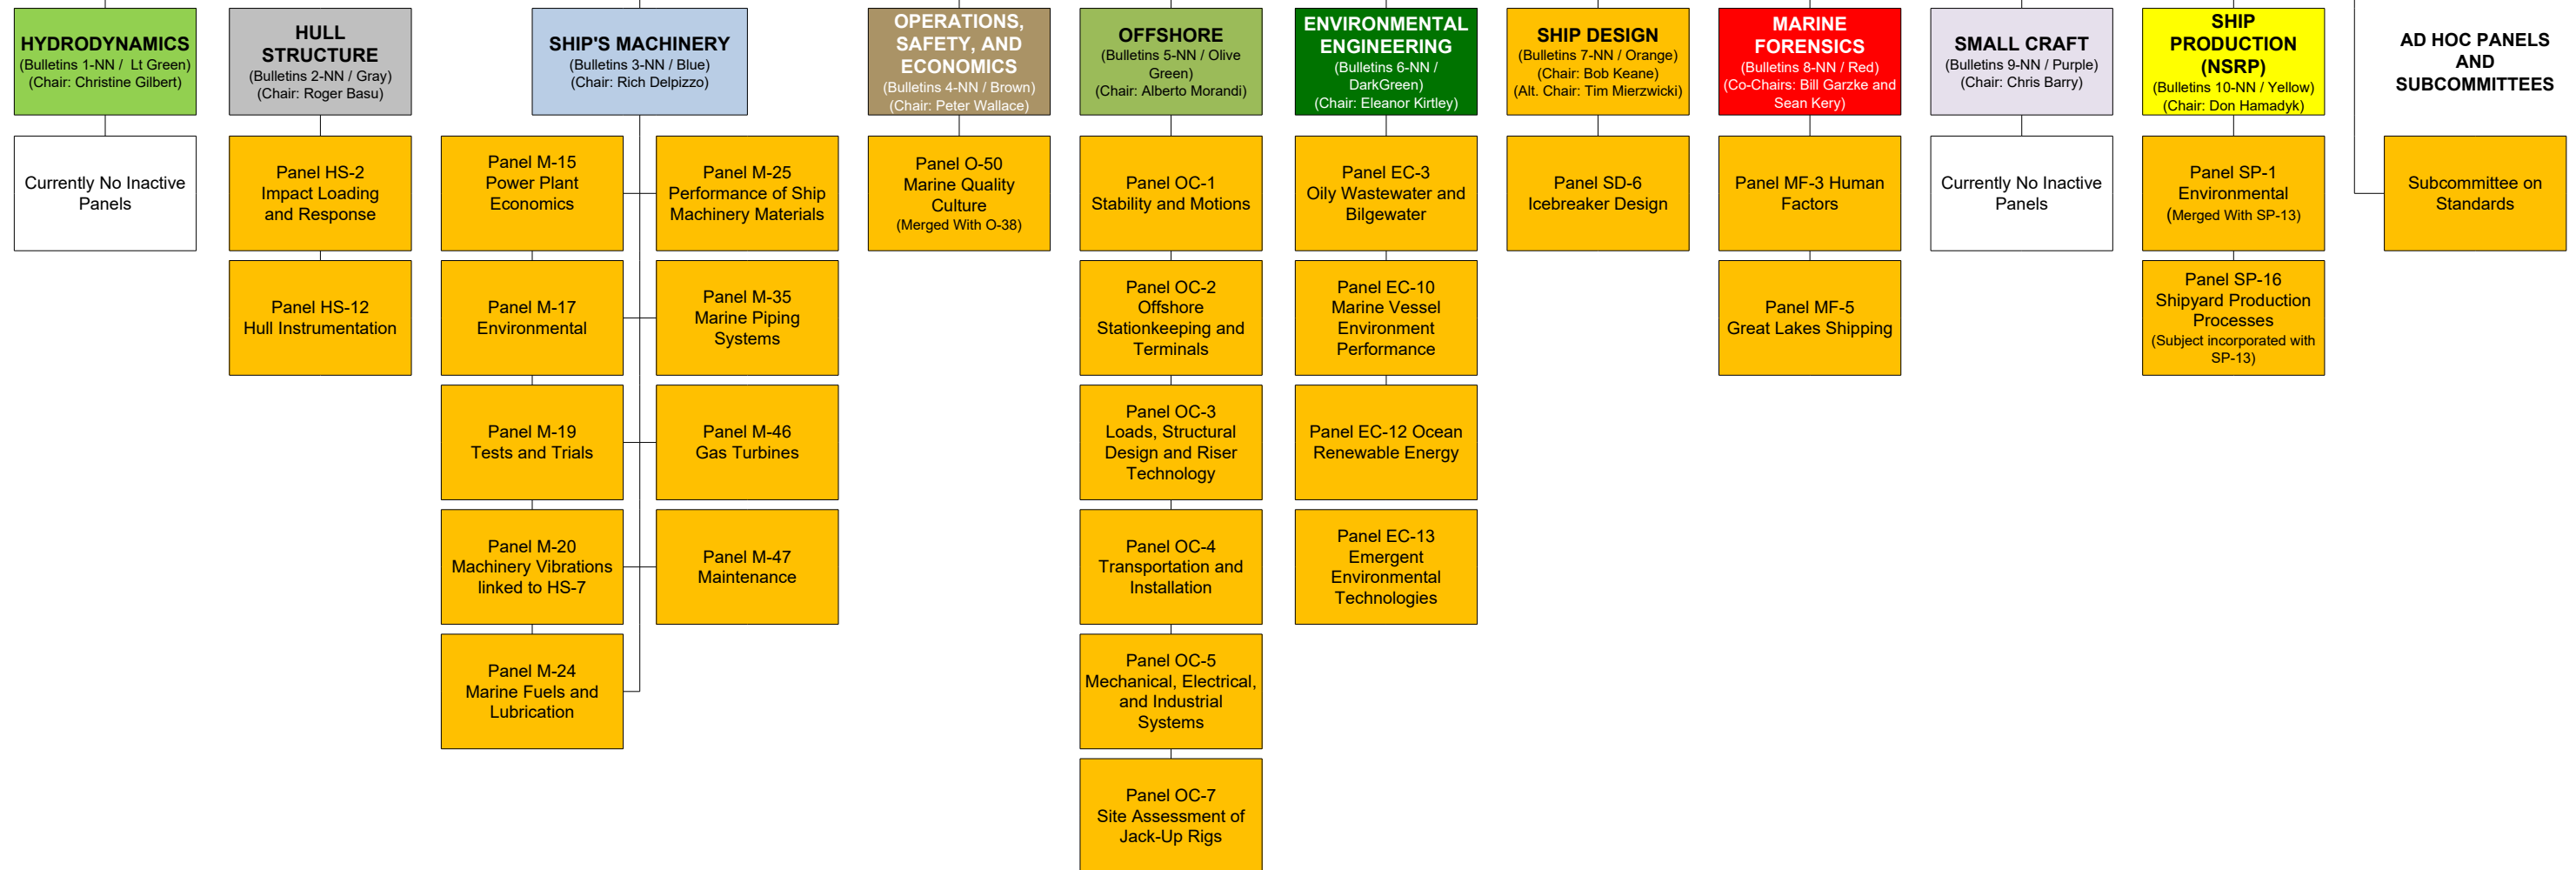 HYDRODYNAMICS
(Bulletins 1-NN / Lt Green)
(Chair: Christine Gilbert)
Currently No Inactive
Panels
HULL
STRUCTURE
(Bulletins 2-NN / Gray)
(Chair: Roger Basu)
Panel HS-2
Impact Loading
and Response
Panel HS-12
Hull Instrumentation
SHIP'S MACHINERY
(Bulletins 3-NN / Blue)
(Chair: Rich Delpizzo)
Panel M-15
Power Plant
Economics
Panel M-17
Environmental
Panel M-19
Tests and Trials
Panel M-20
Machinery Vibrations
linked to HS-7
Panel M-24
Marine Fuels and
Lubrication
Panel M-25
Performance of Ship
Machinery Materials
Panel M-35
Marine Piping
Systems
Panel M-46
Gas Turbines
Panel M-47
Maintenance
OPERATIONS,
SAFETY, AND
ECONOMICS
(Bulletins 4-NN / Brown)
(Chair: Peter Wallace)
Panel O-50
Marine Quality
Culture
(Merged With O-38)
OFFSHORE
(Bulletins 5-NN / Olive
Green)
(Chair: Alberto Morandi)
Panel OC-1
Stability and Motions
Panel OC-2
Offshore
Stationkeeping and
Terminals
Panel OC-3
Loads, Structural
Design and Riser
Technology
Panel OC-4
Transportation and
Installation
Panel OC-5
Mechanical, Electrical,
and Industrial
Systems
Panel OC-7
Site Assessment of
Jack-Up Rigs
ENVIRONMENTAL
ENGINEERING
(Bulletins 6-NN /
DarkGreen)
(Chair: Eleanor Kirtley)
Panel EC-3
Oily Wastewater and
Bilgewater
Panel EC-10
Marine Vessel
Environment
Performance
Panel EC-12 Ocean
Renewable Energy
Panel EC-13
Emergent
Environmental
Technologies
SHIP DESIGN
(Bulletins 7-NN / Orange)
(Chair: Bob Keane)
(Alt. Chair: Tim Mierzwicki)
Panel SD-6
Icebreaker Design
MARINE
FORENSICS
(Bulletins 8-NN / Red)
(Co-Chairs: Bill Garzke and
Sean Kery)
Panel MF-3 Human
Factors
Panel MF-5
Great Lakes Shipping
SMALL CRAFT
(Bulletins 9-NN / Purple)
(Chair: Chris Barry)
Currently No Inactive
Panels
SHIP
PRODUCTION
(NSRP)
(Bulletins 10-NN / Yellow)
(Chair: Don Hamadyk)
Panel SP-1
Environmental
(Merged With SP-13)
Panel SP-16
Shipyard Production
Processes
(Subject incorporated with
SP-13)
AD HOC PANELS
AND
SUBCOMMITTEES
Subcommittee on
Standards